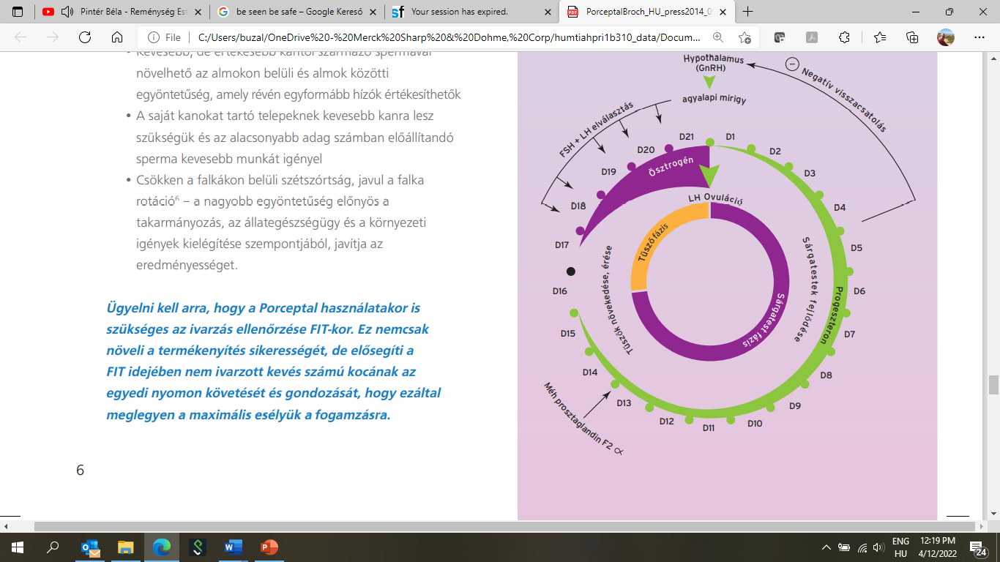 Pintér Béla - Reménység Est
be seen be safe – Google Kereső
Your session has expired.
PorceptalBroch_HU_press2014_0
File
C:/Users/buzal/OneDrive%20-%20Merck%20Sharp%20&%20Dohme,%20Corp/humtiahpri1b310_data/Docum...
• Kevesebb, de értékesebb kantól származó spermával
növelhető az almokon belüli és almok közötti
egyöntetűség, amely révén egyformább hízók értékesíthetők
• A saját kanokat tartó telepeknek kevesebb kanra lesz
szükségük és az alacsonyabb adag számban előállítandó
sperma kevesebb munkát igényel
• Csökken a falkákon belüli szétszórtság, javul a falka
rotáció⁶ – a nagyobb egyöntetűség előnyös a
takarmányozás, az állategészségügy és a környezeti
igények kielégítése szempontjából, javítja az
eredményességet.
Ügyelni kell arra, hogy a Porceptal használatakor is
szükséges az ivarzás ellenőrzése FIT-kor. Ez nemcsak
növeli a termékenyítés sikerességét, de elősegíti a
FIT idejében nem ivarzott kevés számú kocának az
egyedi nyomon követését és gondozását, hogy ezáltal
meglegyen a maximális esélyük a fogamzásra.
6
Hypothalamus
(GnRH)
agyalapi mirigy
Negatív visszacsatolás
FSH + LH elválasztás
D1
D2
D3
D4
D5
D6
D7
D8
D9
D10
D11
D12
D13
D14
D15
D16
D17
D18
D19
D20
D21
Ösztrogén
LH Ovuláció
Tüsző fázis
Sárgatest fázis
Tüszők növekedése, érése
Sárgatestek fejlődése
Progeszteron
Méh prosztaglandin F2 ∝
ENG
HU
12:19 PM
4/12/2022
24